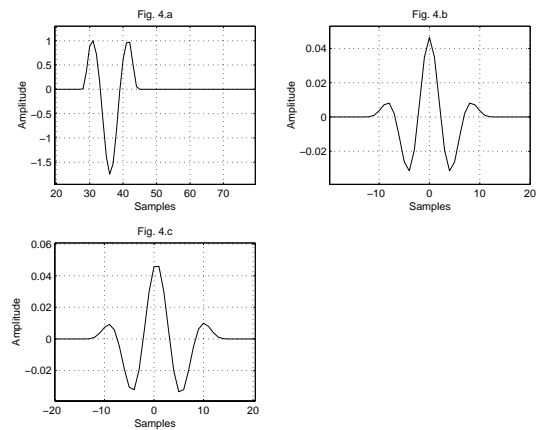 Fig. 4.a
1
0.5
0
−0.5
−1
−1.5
Amplitude
20 30 40 50 60 70
Samples
Fig. 4.b
0.04
0.02
0
−0.02
Amplitude
−10 0 10 20
Samples
Fig. 4.c
0.06
0.04
0.02
0
−0.02
Amplitude
−20 −10 0 10 20
Samples